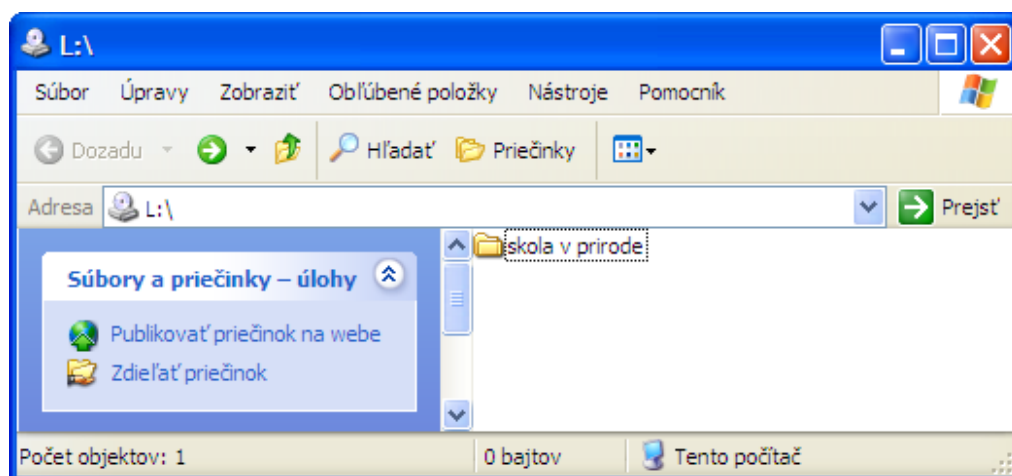 L:\
Súbor Úpravy Zobraziť Obľúbené položky Nástroje Pomocník
Dozadu Hľadať Priečinky
Adresa L:\ Prejsť
skola v prirode
Súbory a priečinky – úlohy
Publikovať priečinok na webe
Zdieľať priečinok
Počet objektov: 1 0 bajtov Tento počítač